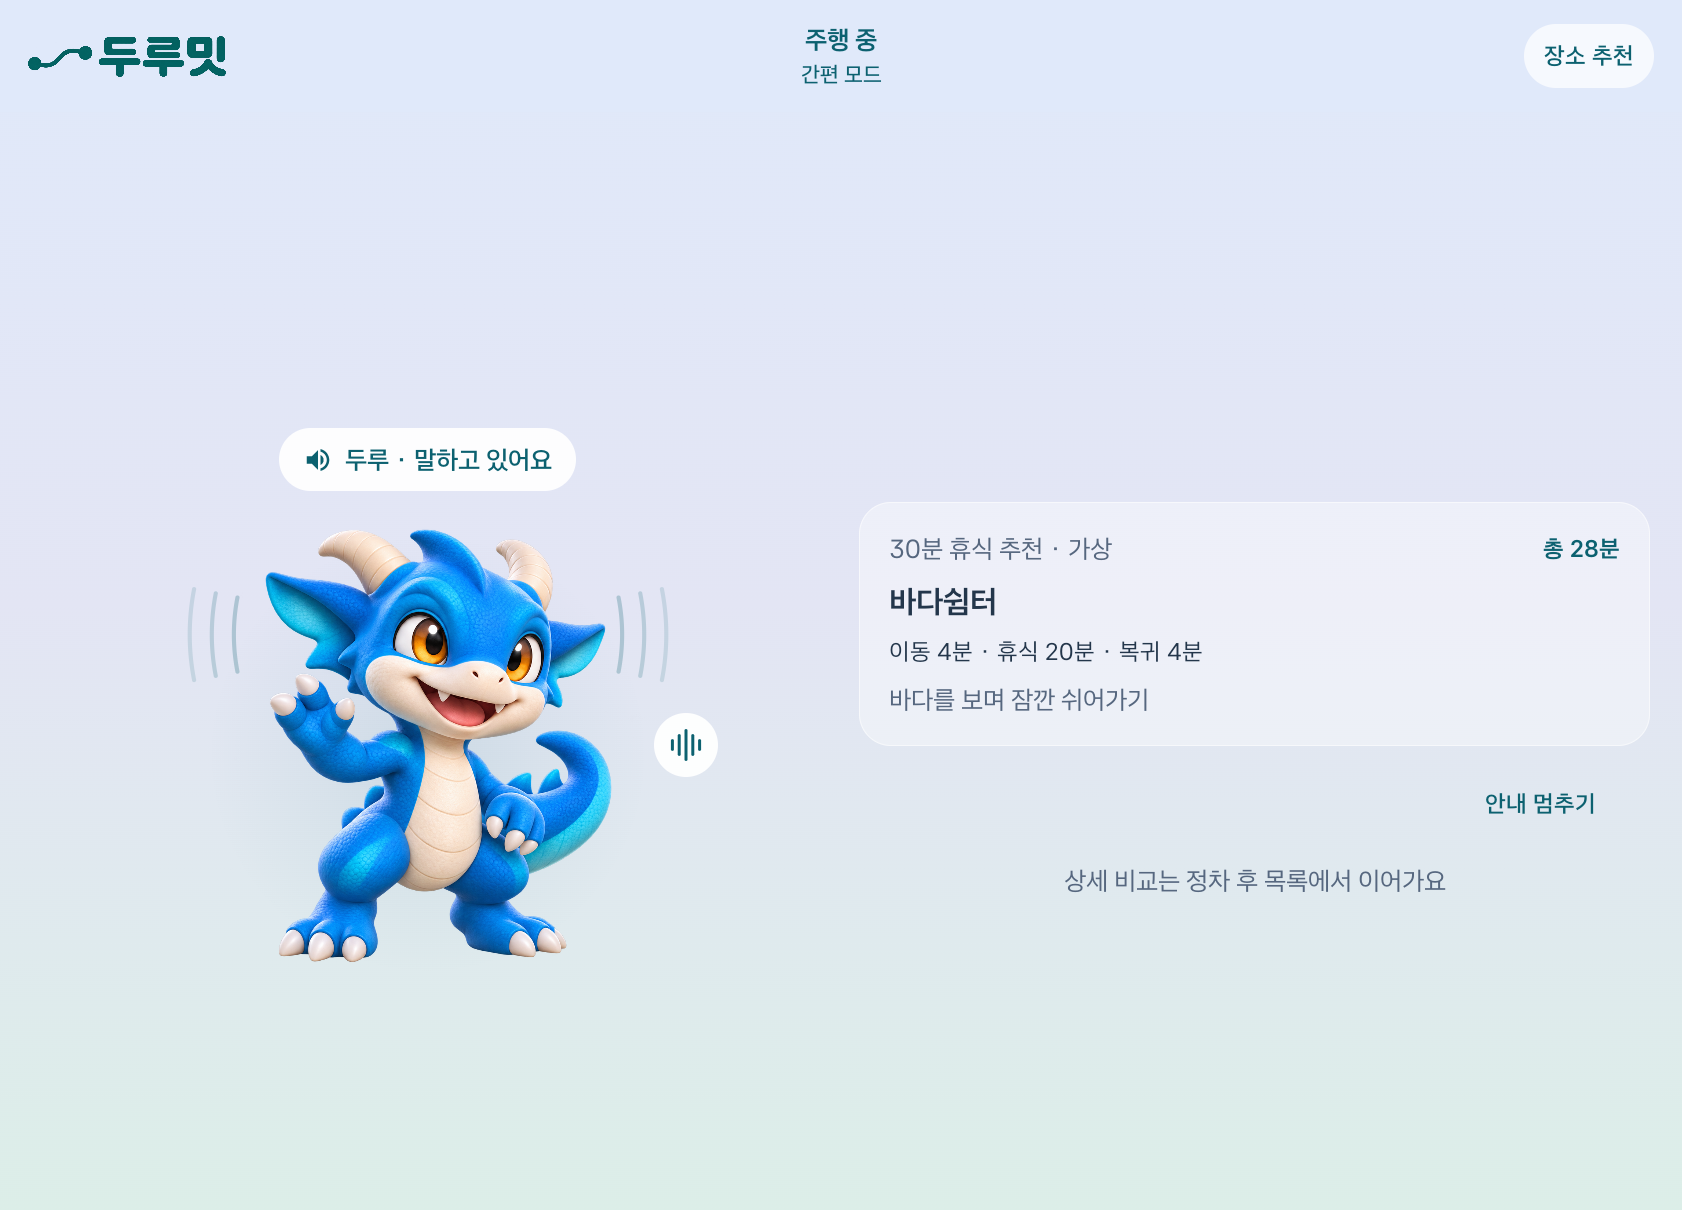 두루밋
주행 중
간편 모드
장소 추천
두루 · 말하고 있어요
30분 휴식 추천 · 가상
총 28분
바다쉼터
이동 4분 · 휴식 20분 · 복귀 4분
바다를 보며 잠깐 쉬어가기
안내 멈추기
상세 비교는 정차 후 목록에서 이어가요